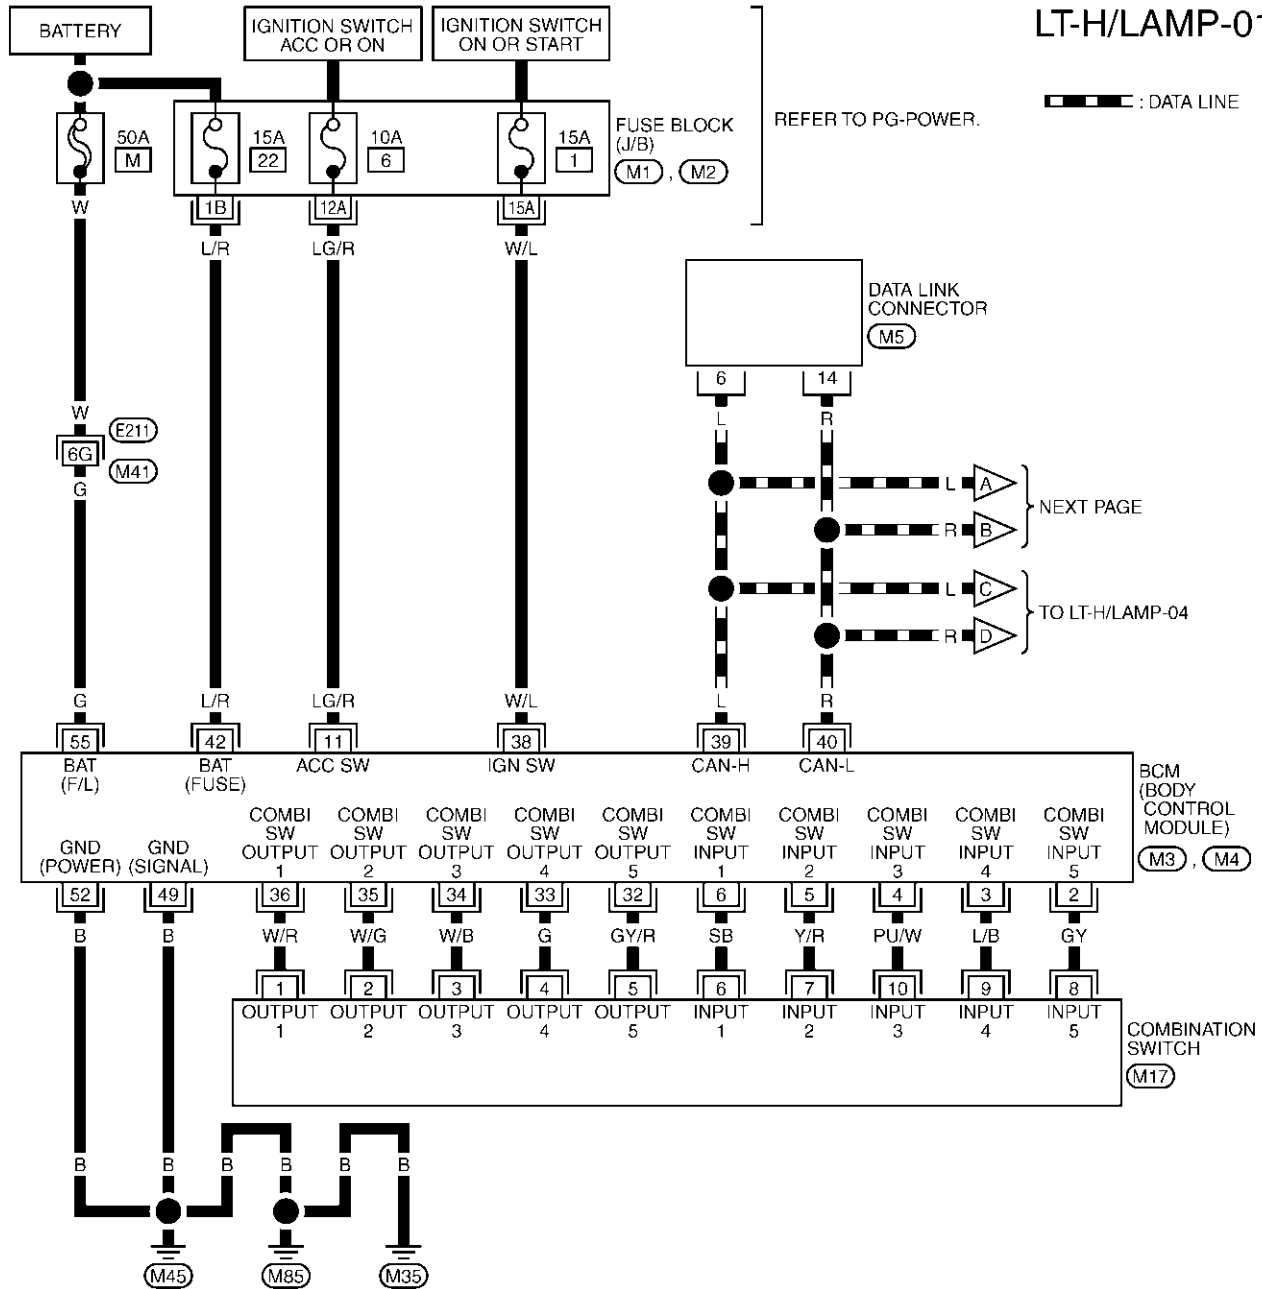 LT-H/LAMP-01
BATTERY
IGNITION SWITCH
ACC OR ON
IGNITION SWITCH
ON OR START
: DATA LINE
REFER TO PG-POWER.
50A
M
15A
22
10A
6
15A
1
FUSE BLOCK
(J/B)
M1 , M2
W
1B
12A
15A
L/R
LG/R
W/L
DATA LINK
CONNECTOR
M5
6
14
L
R
W
E211
6G
M41
G
L A
R B
NEXT PAGE
L C
R D
TO LT-H/LAMP-04
G
L/R
LG/R
W/L
L
R
55
42
11
38
39
40
BAT
(F/L)
BAT
(FUSE)
ACC SW
IGN SW
CAN-H
CAN-L
BCM
(BODY
CONTROL
MODULE)
M3 , M4
GND
(POWER)
GND
(SIGNAL)
COMBI
SW
OUTPUT
1
COMBI
SW
OUTPUT
2
COMBI
SW
OUTPUT
3
COMBI
SW
OUTPUT
4
COMBI
SW
OUTPUT
5
COMBI
SW
INPUT
1
COMBI
SW
INPUT
2
COMBI
SW
INPUT
3
COMBI
SW
INPUT
4
COMBI
SW
INPUT
5
52
49
36
35
34
33
32
6
5
4
3
2
B
B
W/R
W/G
W/B
G
GY/R
SB
Y/R
PU/W
L/B
GY
1
2
3
4
5
6
7
10
9
8
OUTPUT
1
OUTPUT
2
OUTPUT
3
OUTPUT
4
OUTPUT
5
INPUT
1
INPUT
2
INPUT
3
INPUT
4
INPUT
5
COMBINATION
SWITCH
M17
B
B
B
B
B
B
M45
M85
M35